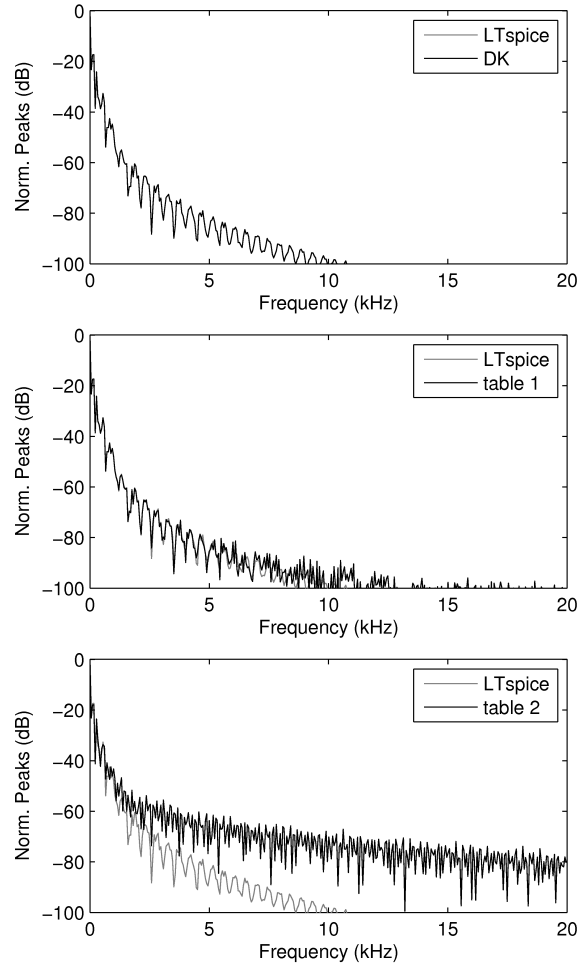 0
−20
−40
−60
−80
−100
Norm. Peaks (dB)
LTspice
DK
0 5 10 15 20
Frequency (kHz)
0
−20
−40
−60
−80
−100
Norm. Peaks (dB)
LTspice
table 1
0 5 10 15 20
Frequency (kHz)
0
−20
−40
−60
−80
−100
Norm. Peaks (dB)
LTspice
table 2
0 5 10 15 20
Frequency (kHz)